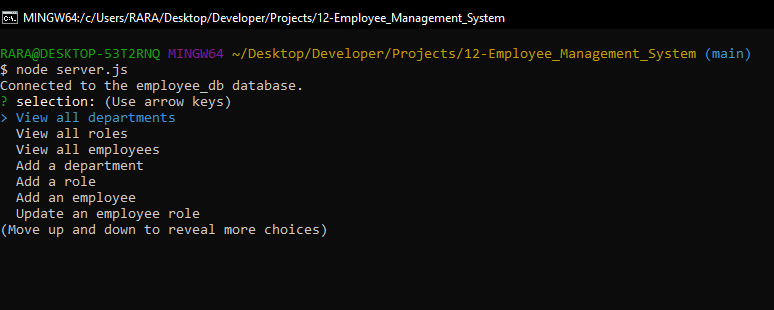 MINGW64:/c/Users/RARA/Desktop/Developer/Projects/12-Employee_Management_System
RARA@DESKTOP-53T2RNQ MINGW64 ~/Desktop/Developer/Projects/12-Employee_Management_System (main)
$ node server.js
Connected to the employee_db database.
? selection: (Use arrow keys)
> View all departments
  View all roles
  View all employees
  Add a department
  Add a role
  Add an employee
  Update an employee role
(Move up and down to reveal more choices)